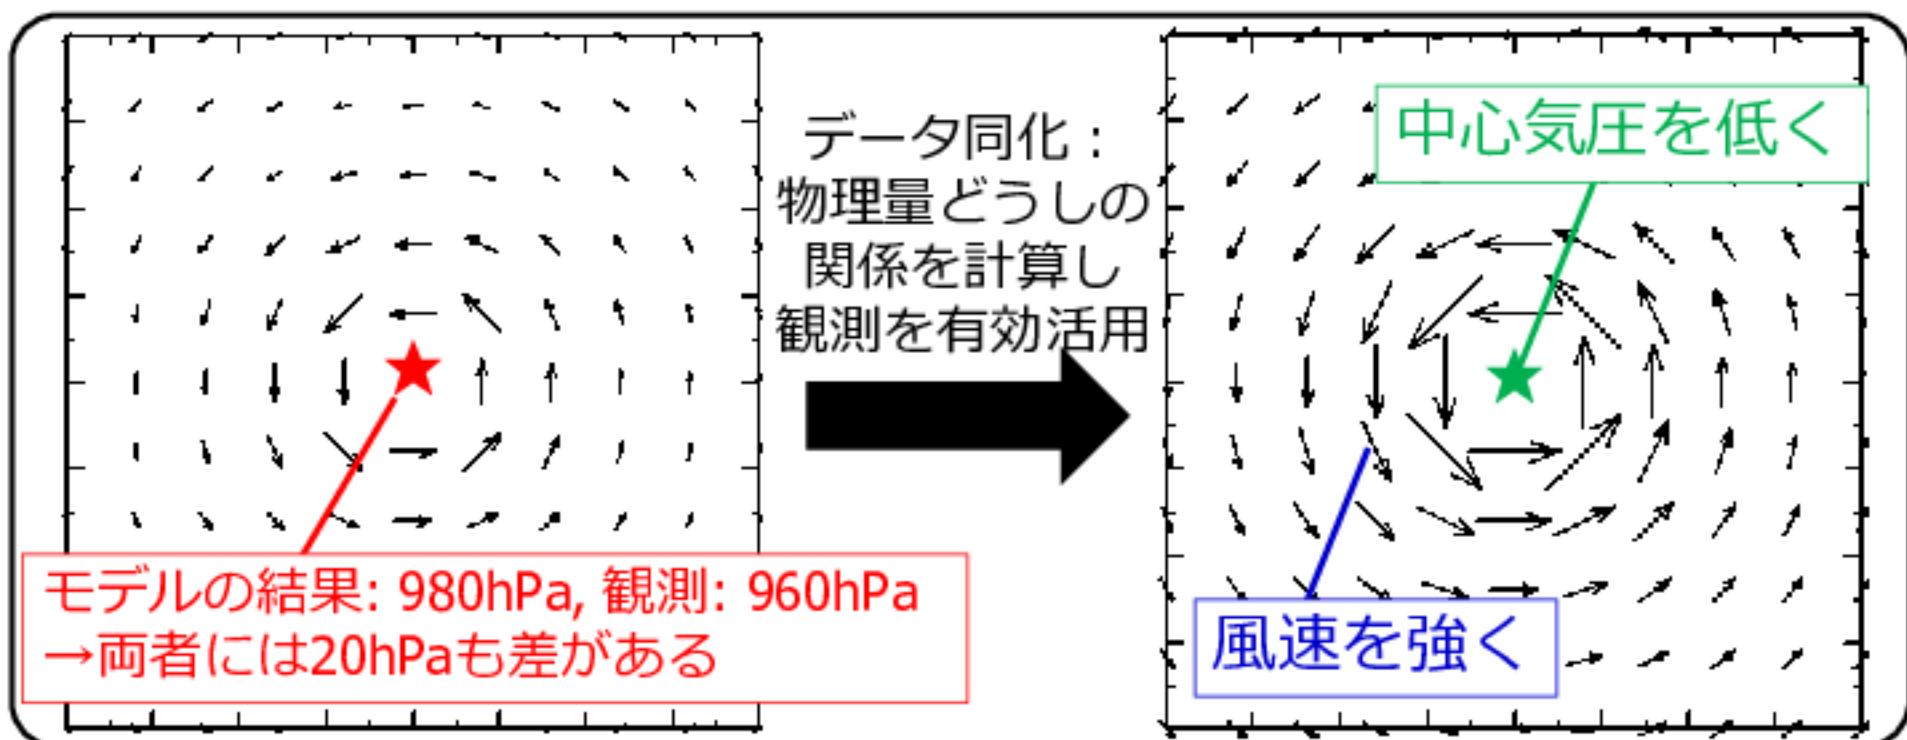 データ同化：
物理量どうしの
関係を計算し
観測を有効活用
中心気圧を低く
モデルの結果: 980hPa, 観測: 960hPa
→両者には20hPaも差がある
風速を強く